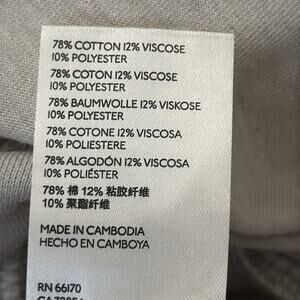 78% COTTON 12% VISCOSE
10% POLYESTER
78% COTON 12% VISCOSE
10% POLYESTER
78% BAUMWOLLE 12% VISKOSE
10% POLYESTER
78% COTONE 12% VISCOSA
10% POLIESTERE
78% ALGODÓN 12% VISCOSA
10% POLIÉSTER
78% 棉 12% 粘胶纤维
10% 聚酯纤维
MADE IN CAMBODIA
HECHO EN CAMBOYA
RN 66170